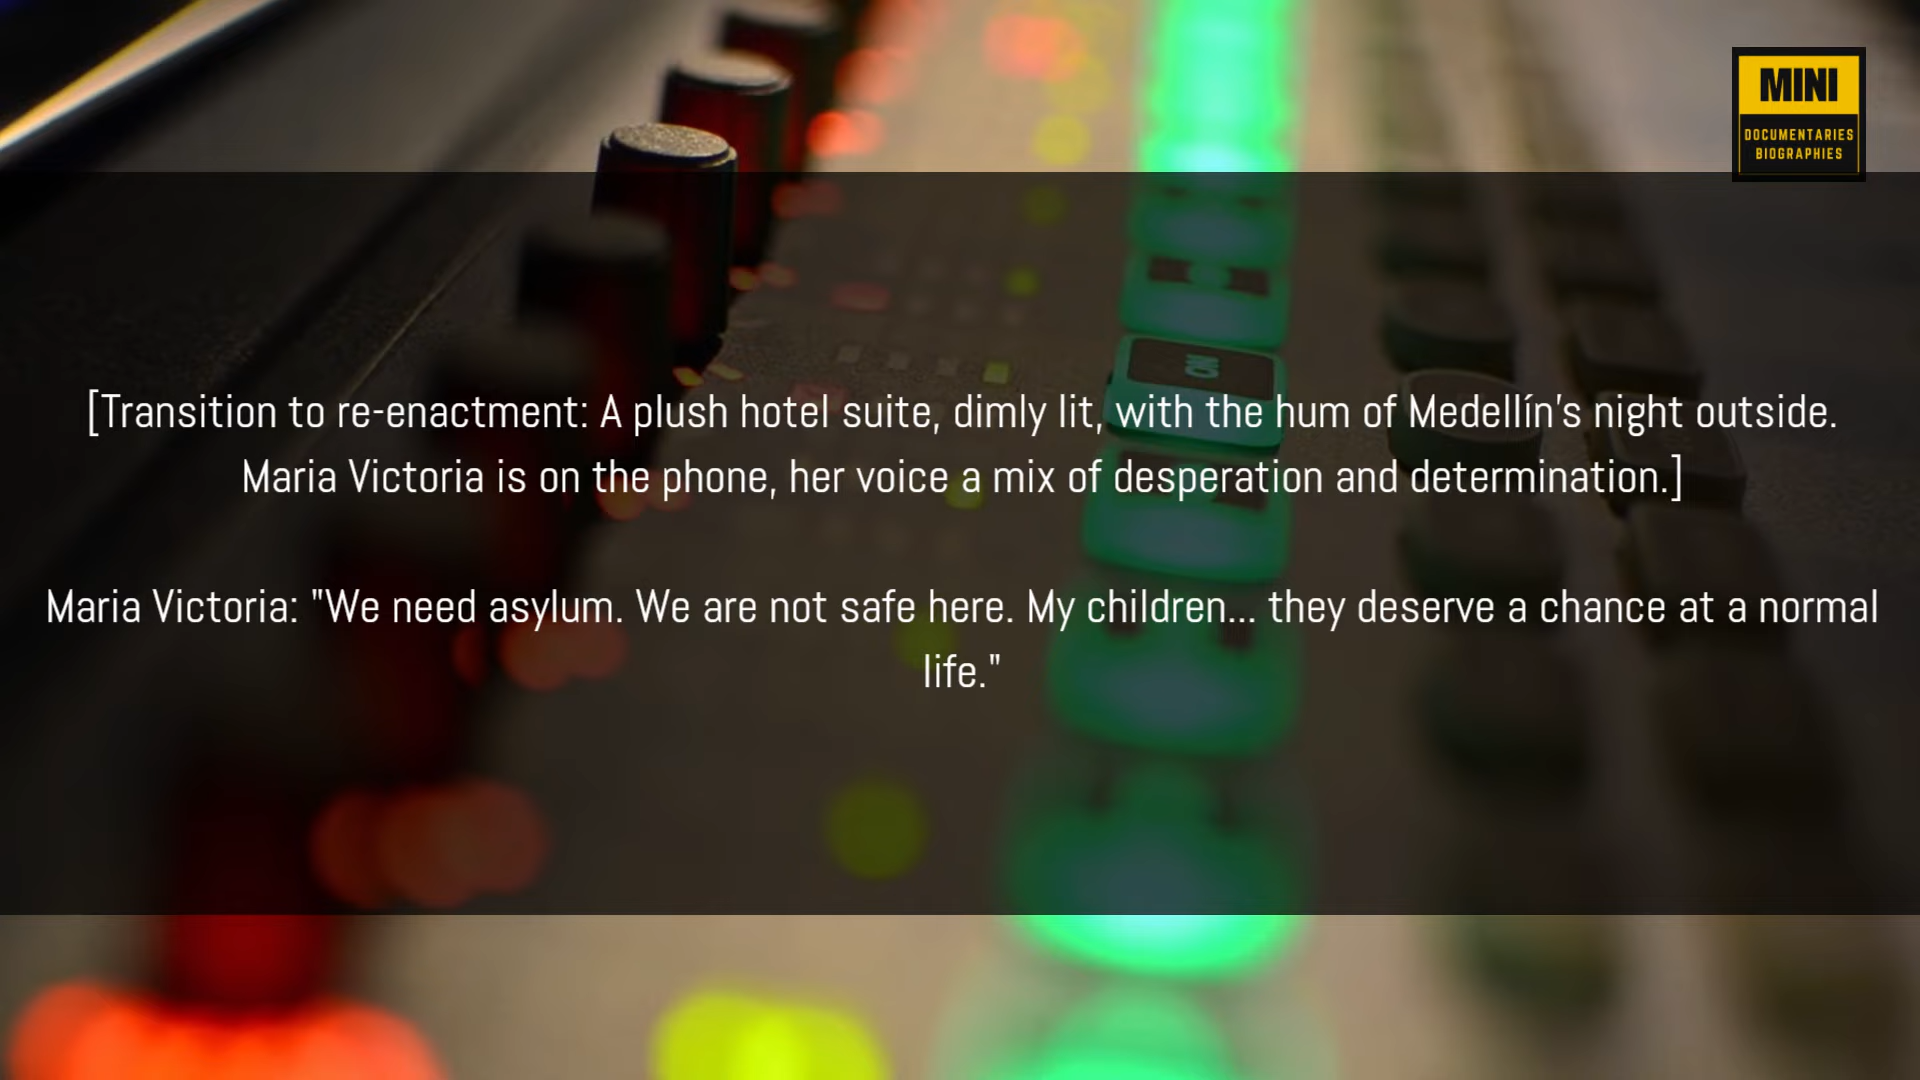 MINI
DOCUMENTARIES
BIOGRAPHIES
ON
[Transition to re-enactment: A plush hotel suite, dimly lit, with the hum of Medellín's night outside.
Maria Victoria is on the phone, her voice a mix of desperation and determination.]
Maria Victoria: "We need asylum. We are not safe here. My children... they deserve a chance at a normal
life."